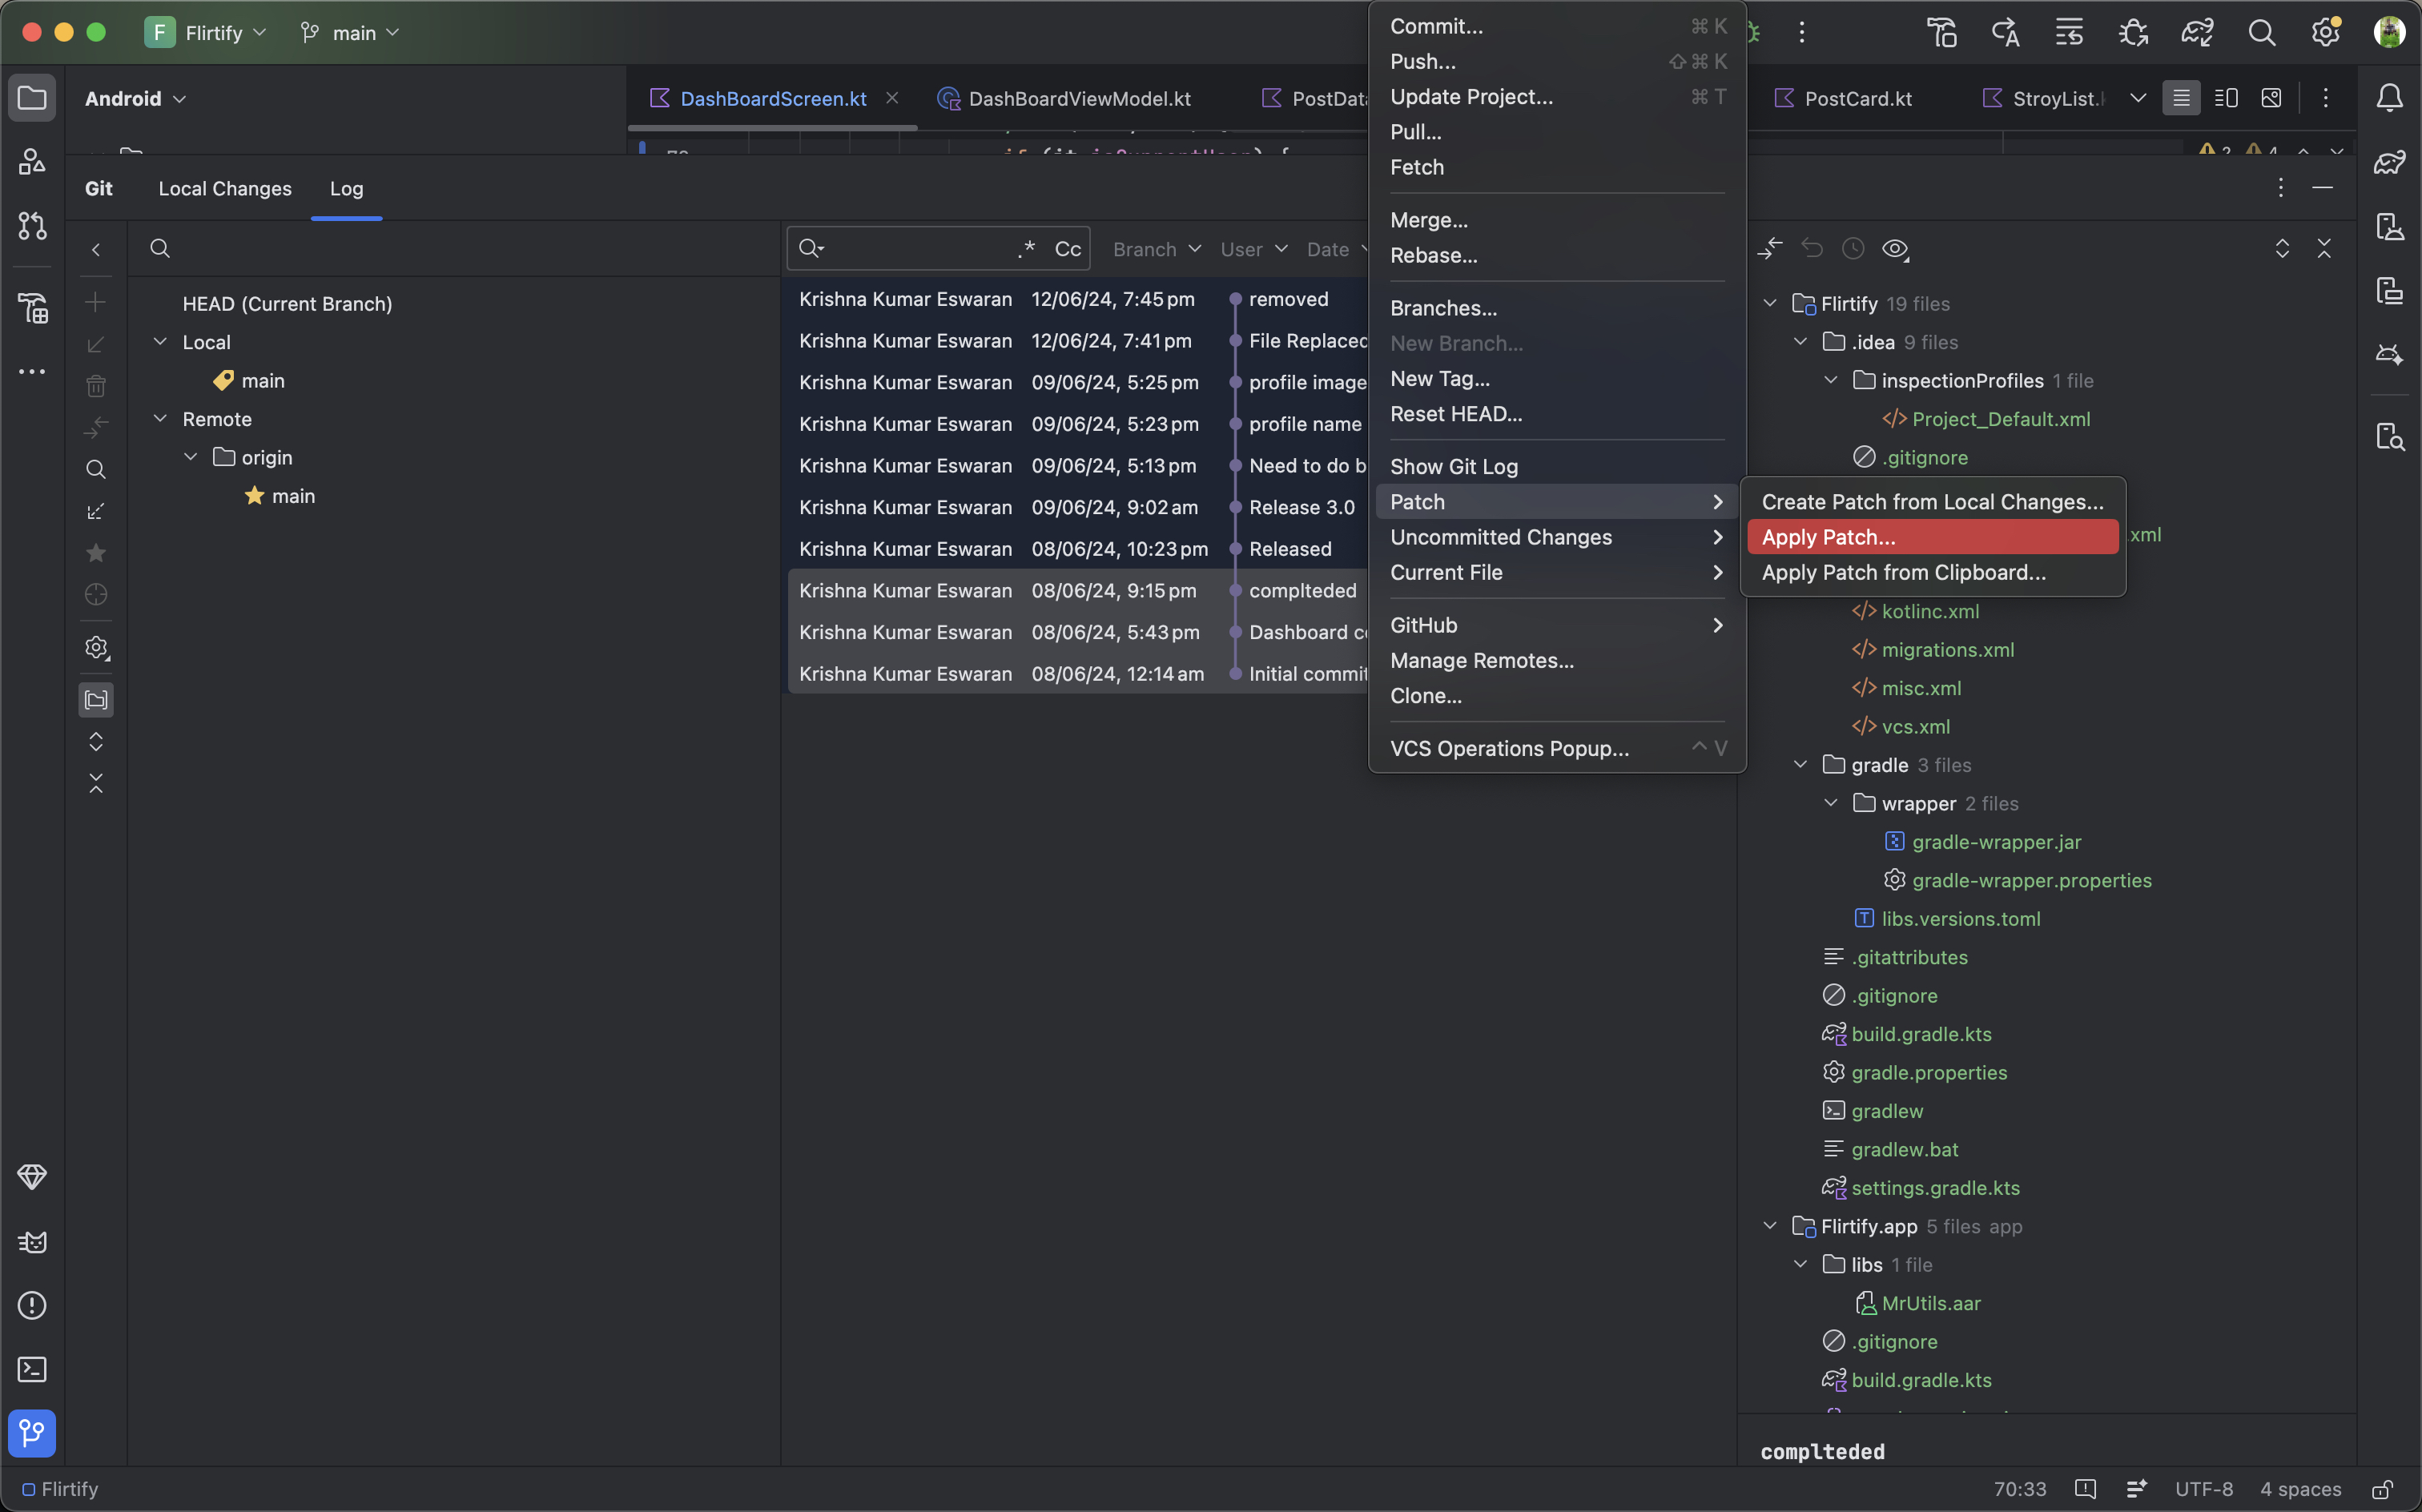 F Flirtify main
Android
DashBoardScreen.kt DashBoardViewModel.kt PostData PostCard.kt StroyList.
Git Local Changes Log
.* Cc Branch User Date
HEAD (Current Branch)
Local
main
Remote
origin
main
Krishna Kumar Eswaran 12/06/24, 7:45 pm removed
Krishna Kumar Eswaran 12/06/24, 7:41 pm File Replaced
Krishna Kumar Eswaran 09/06/24, 5:25 pm profile image
Krishna Kumar Eswaran 09/06/24, 5:23 pm profile name
Krishna Kumar Eswaran 09/06/24, 5:13 pm Need to do b
Krishna Kumar Eswaran 09/06/24, 9:02 am Release 3.0
Krishna Kumar Eswaran 08/06/24, 10:23 pm Released
Krishna Kumar Eswaran 08/06/24, 9:15 pm complteded
Krishna Kumar Eswaran 08/06/24, 5:43 pm Dashboard c
Krishna Kumar Eswaran 08/06/24, 12:14 am Initial commit
Commit... ⌘ K
Push... ⇧ ⌘ K
Update Project... ⌘ T
Pull...
Fetch
Merge...
Rebase...
Branches...
New Branch...
New Tag...
Reset HEAD...
Show Git Log
Patch
Uncommitted Changes
Current File
GitHub
Manage Remotes...
Clone...
VCS Operations Popup... ^ V
Create Patch from Local Changes...
Apply Patch...
Apply Patch from Clipboard...
Flirtify 19 files
.idea 9 files
inspectionProfiles 1 file
Project_Default.xml
.gitignore
.xml
kotlinc.xml
migrations.xml
misc.xml
vcs.xml
gradle 3 files
wrapper 2 files
gradle-wrapper.jar
gradle-wrapper.properties
libs.versions.toml
.gitattributes
.gitignore
build.gradle.kts
gradle.properties
gradlew
gradlew.bat
settings.gradle.kts
Flirtify.app 5 files app
libs 1 file
MrUtils.aar
.gitignore
build.gradle.kts
complteded
Flirtify 70:33 UTF-8 4 spaces